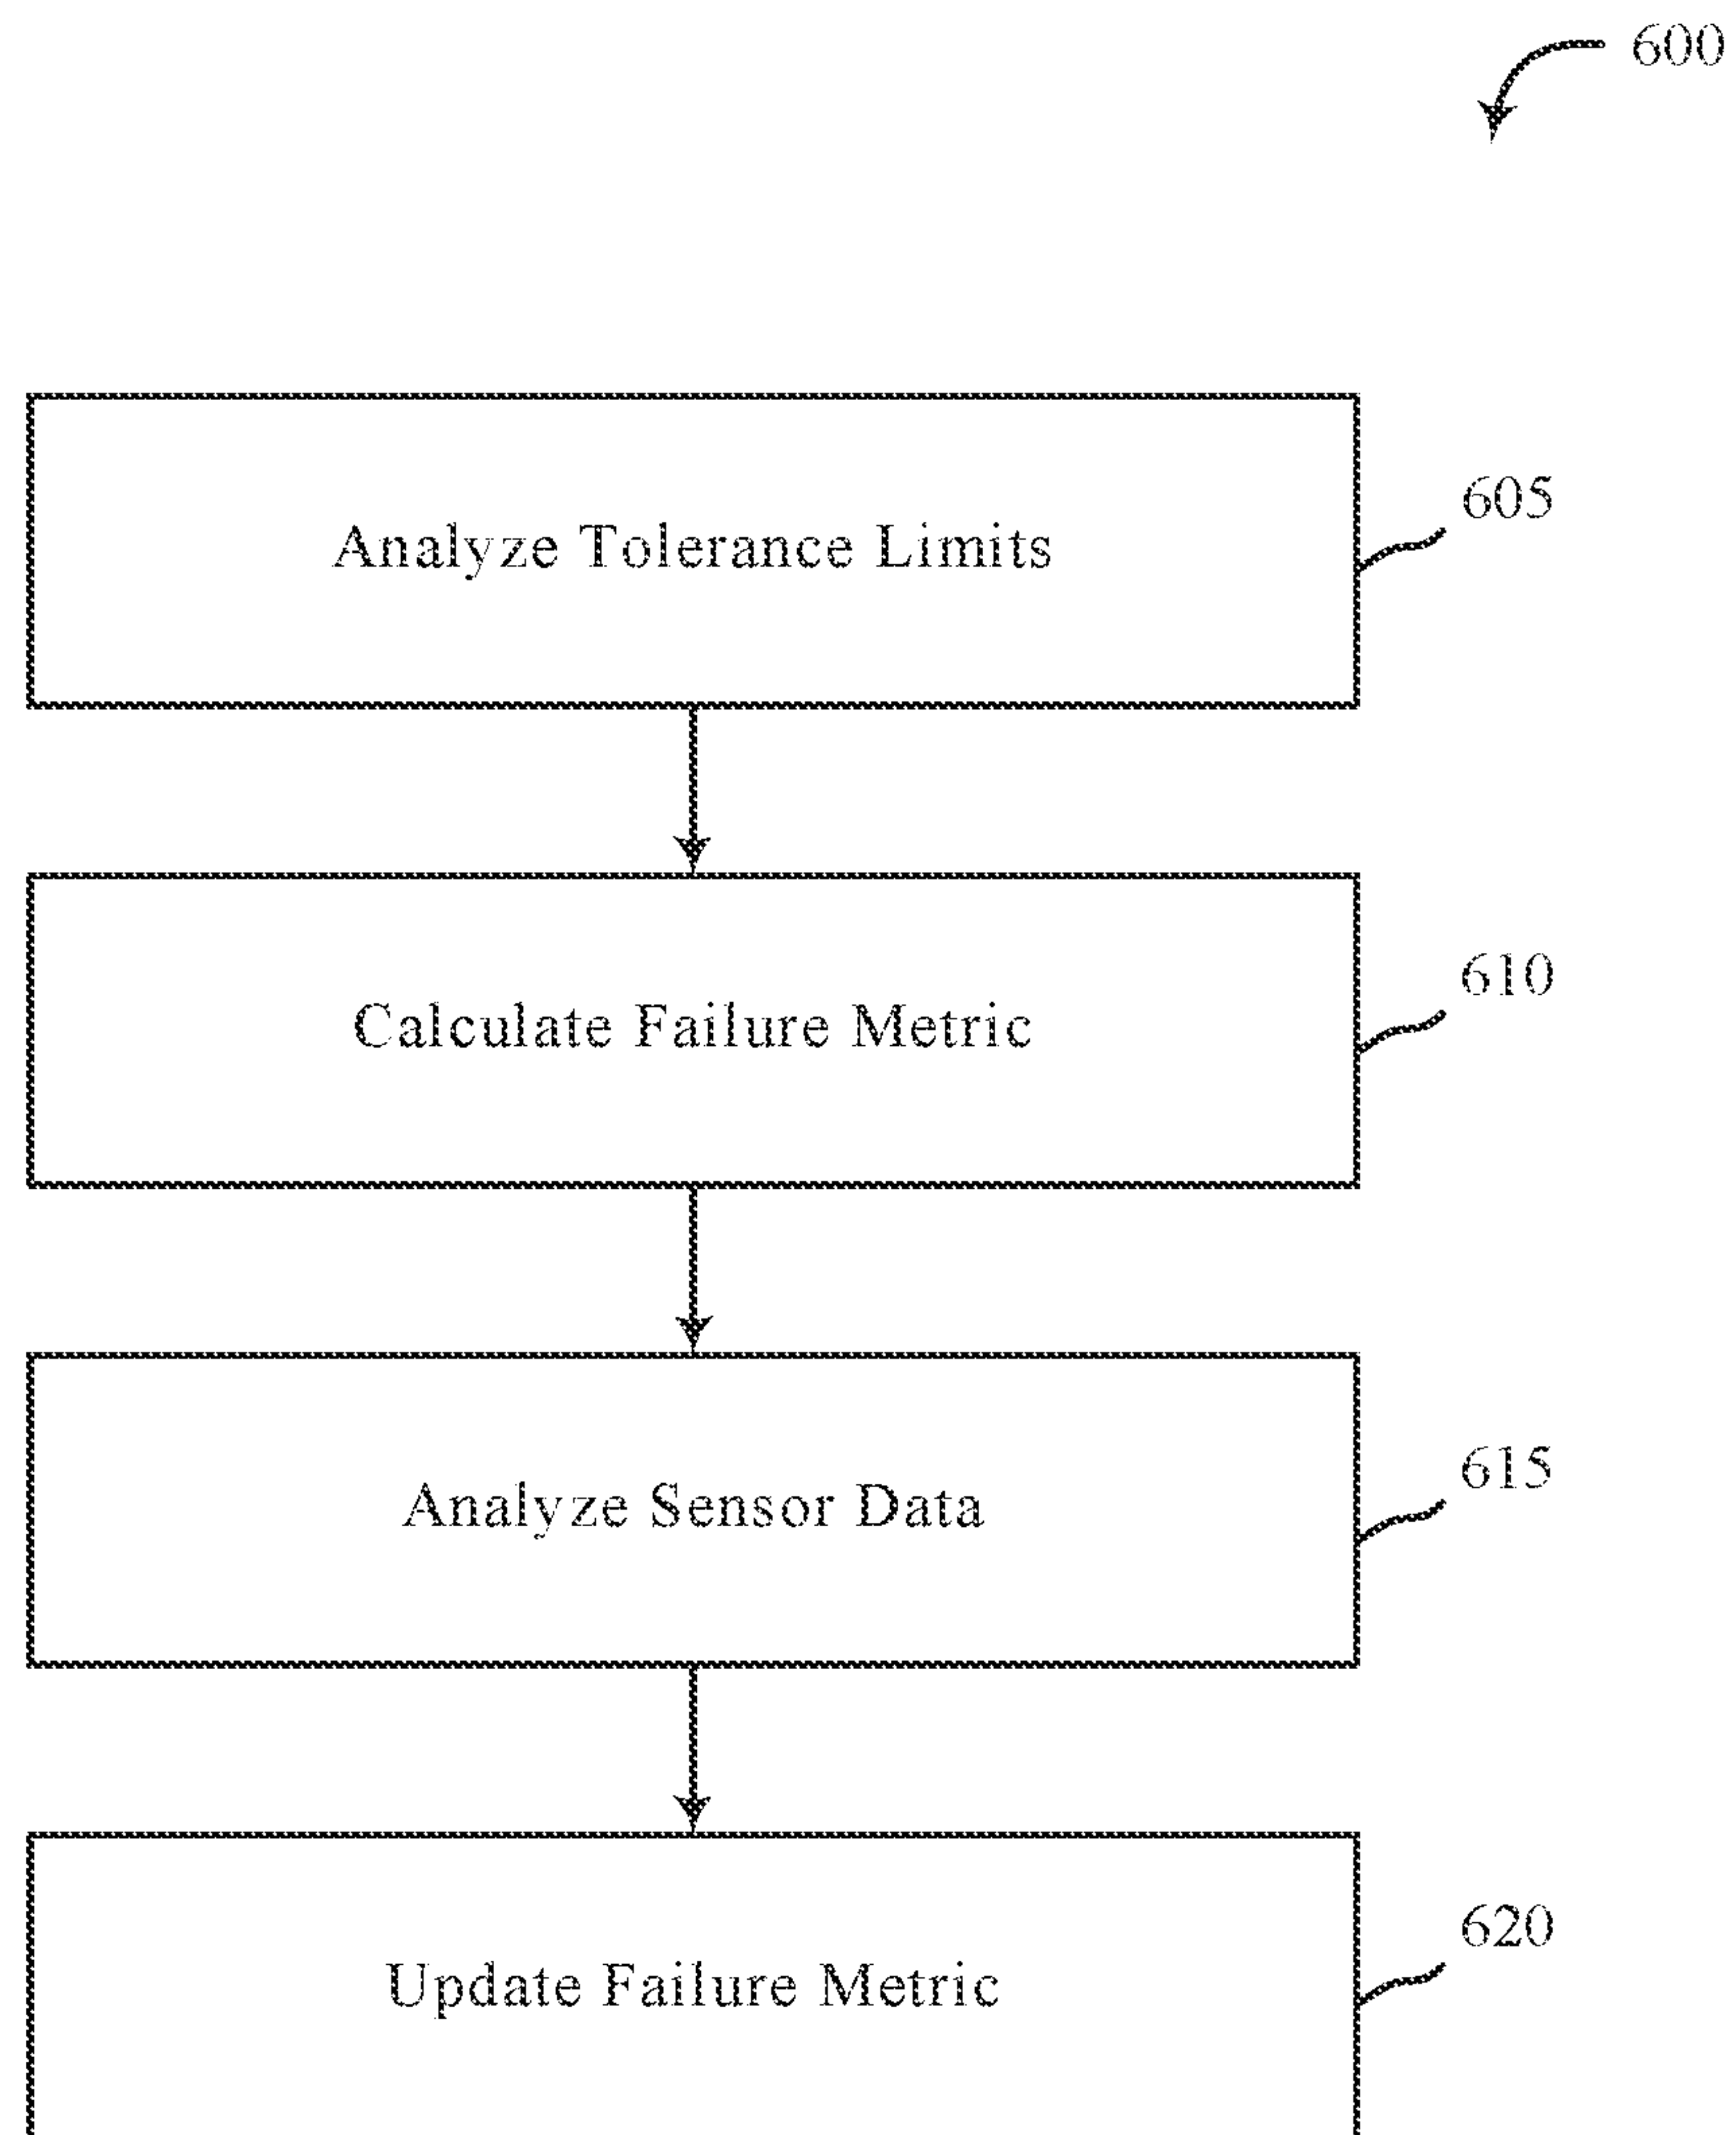 600
Analyze Tolerance Limits
605
Calculate Failure Metric
610
Analyze Sensor Data
615
Update Failure Metric
620